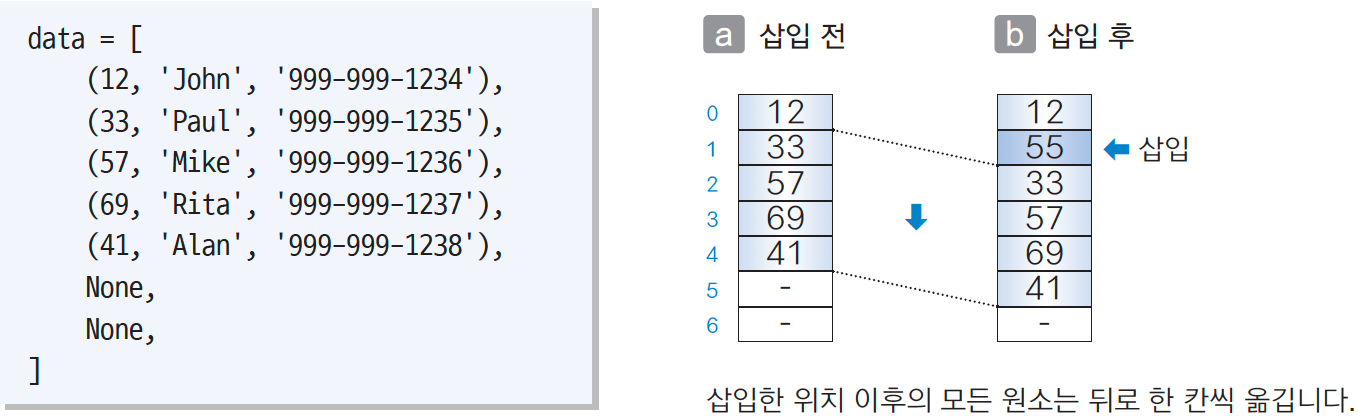 data = [
(12, 'John', '999-999-1234'),
(33, 'Paul', '999-999-1235'),
(57, 'Mike', '999-999-1236'),
(69, 'Rita', '999-999-1237'),
(41, 'Alan', '999-999-1238'),
None,
None,
]
a 삽입 전
0 12
1 33
2 57
3 69
4 41
5 -
6 -
b 삽입 후
12
55 삽입
33
57
69
41
-
삽입한 위치 이후의 모든 원소는 뒤로 한 칸씩 옮깁니다.